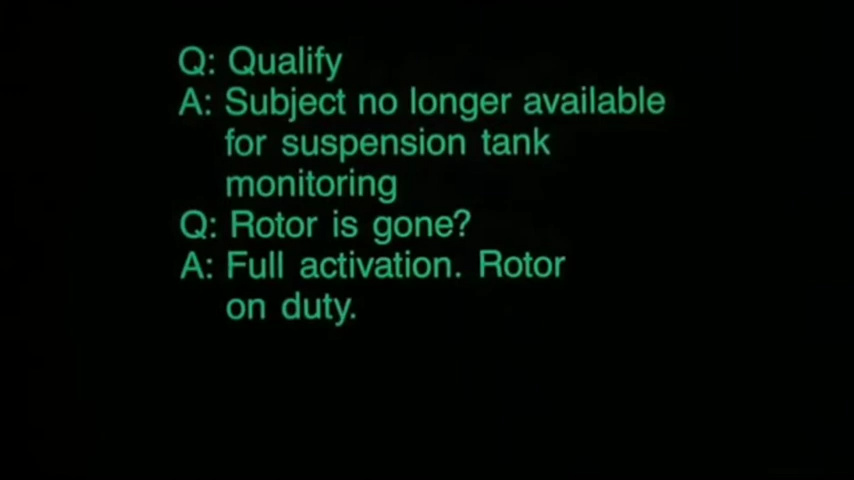 Q: Qualify
A: Subject no longer available
for suspension tank
monitoring
Q: Rotor is gone?
A: Full activation. Rotor
on duty.